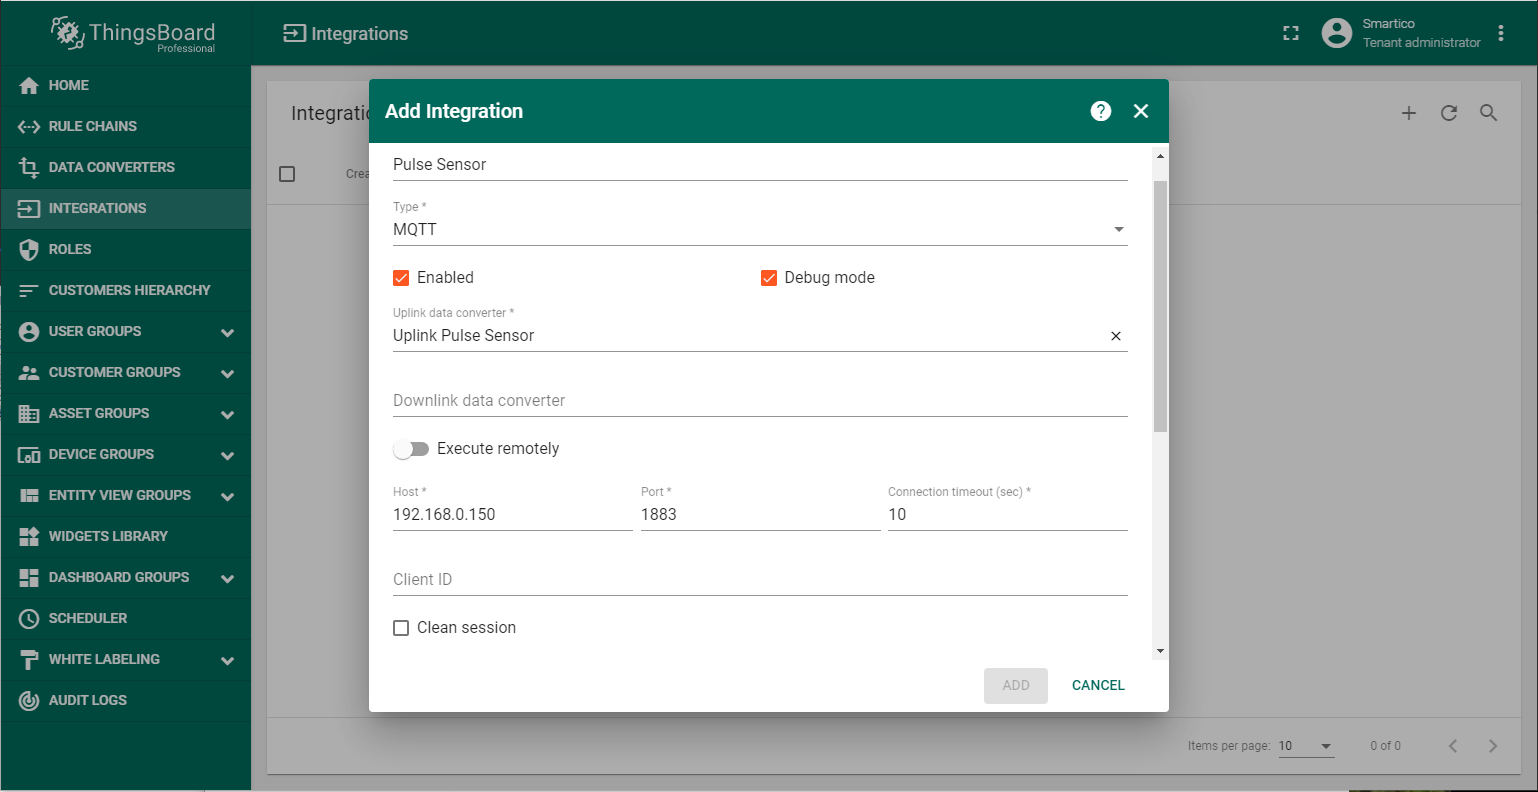 ThingsBoard
Professional
Integrations
Smartico
Tenant administrator
HOME
RULE CHAINS
DATA CONVERTERS
INTEGRATIONS
ROLES
CUSTOMERS HIERARCHY
USER GROUPS
CUSTOMER GROUPS
ASSET GROUPS
DEVICE GROUPS
ENTITY VIEW GROUPS
WIDGETS LIBRARY
DASHBOARD GROUPS
SCHEDULER
WHITE LABELING
AUDIT LOGS
Integratio
Crea
Add Integration
?
Pulse Sensor
Type *
MQTT
Enabled
Debug mode
Uplink data converter *
Uplink Pulse Sensor
Downlink data converter
Execute remotely
Host * Port * Connection timeout (sec) *
192.168.0.150 1883 10
Client ID
Clean session
ADD CANCEL
Items per page: 10 0 of 0